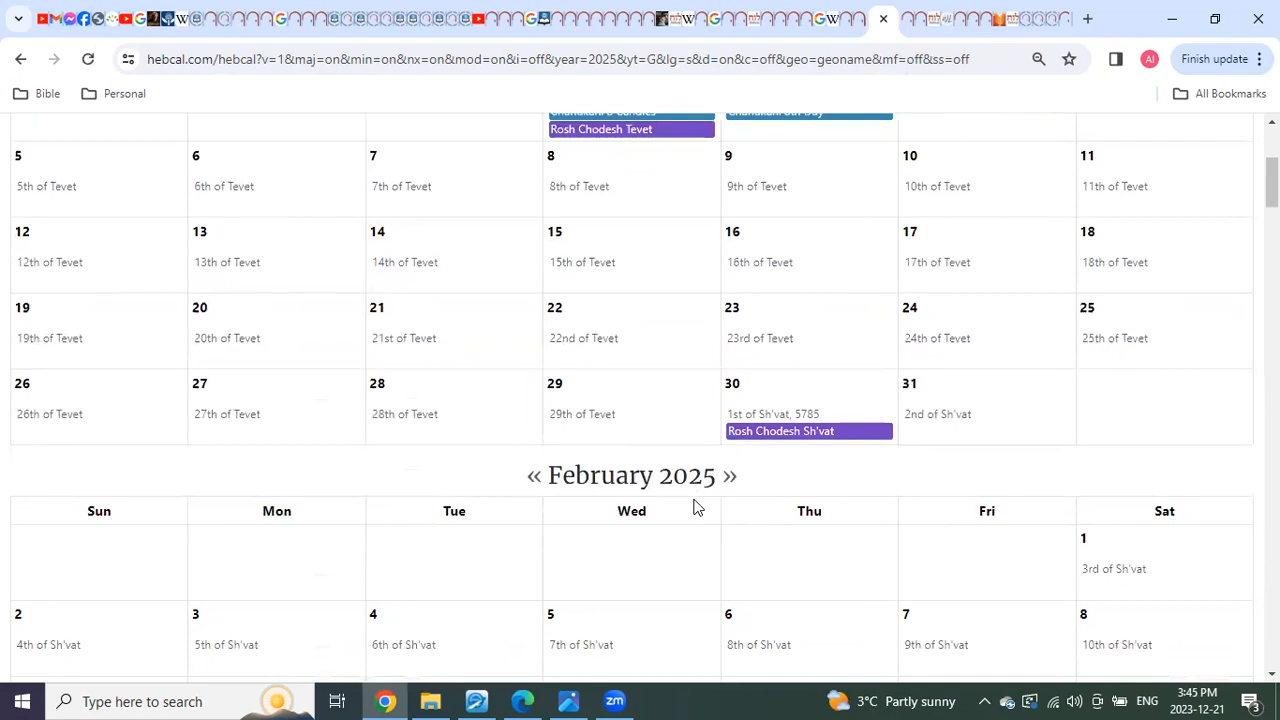 hebcal.com/hebcal?v=1&maj=on&min=on&nx=on&mod=on&i=off&year=2025&yt=G&lg=s&d=on&c=off&geo=geoname&mf=off&ss=off
Finish update
Bible Personal All Bookmarks
Chanukah: 8 Candles Chanukah: 8th Day
Rosh Chodesh Tevet
5 6 7 8 9 10 11
5th of Tevet 6th of Tevet 7th of Tevet 8th of Tevet 9th of Tevet 10th of Tevet 11th of Tevet
12 13 14 15 16 17 18
12th of Tevet 13th of Tevet 14th of Tevet 15th of Tevet 16th of Tevet 17th of Tevet 18th of Tevet
19 20 21 22 23 24 25
19th of Tevet 20th of Tevet 21st of Tevet 22nd of Tevet 23rd of Tevet 24th of Tevet 25th of Tevet
26 27 28 29 30 31
26th of Tevet 27th of Tevet 28th of Tevet 29th of Tevet 1st of Sh'vat, 5785 2nd of Sh'vat
Rosh Chodesh Sh'vat
« February 2025 »
Sun Mon Tue Wed Thu Fri Sat
1
3rd of Sh'vat
2 3 4 5 6 7 8
4th of Sh'vat 5th of Sh'vat 6th of Sh'vat 7th of Sh'vat 8th of Sh'vat 9th of Sh'vat 10th of Sh'vat
Type here to search
3°C Partly sunny
ENG
3:45 PM
2023-12-21